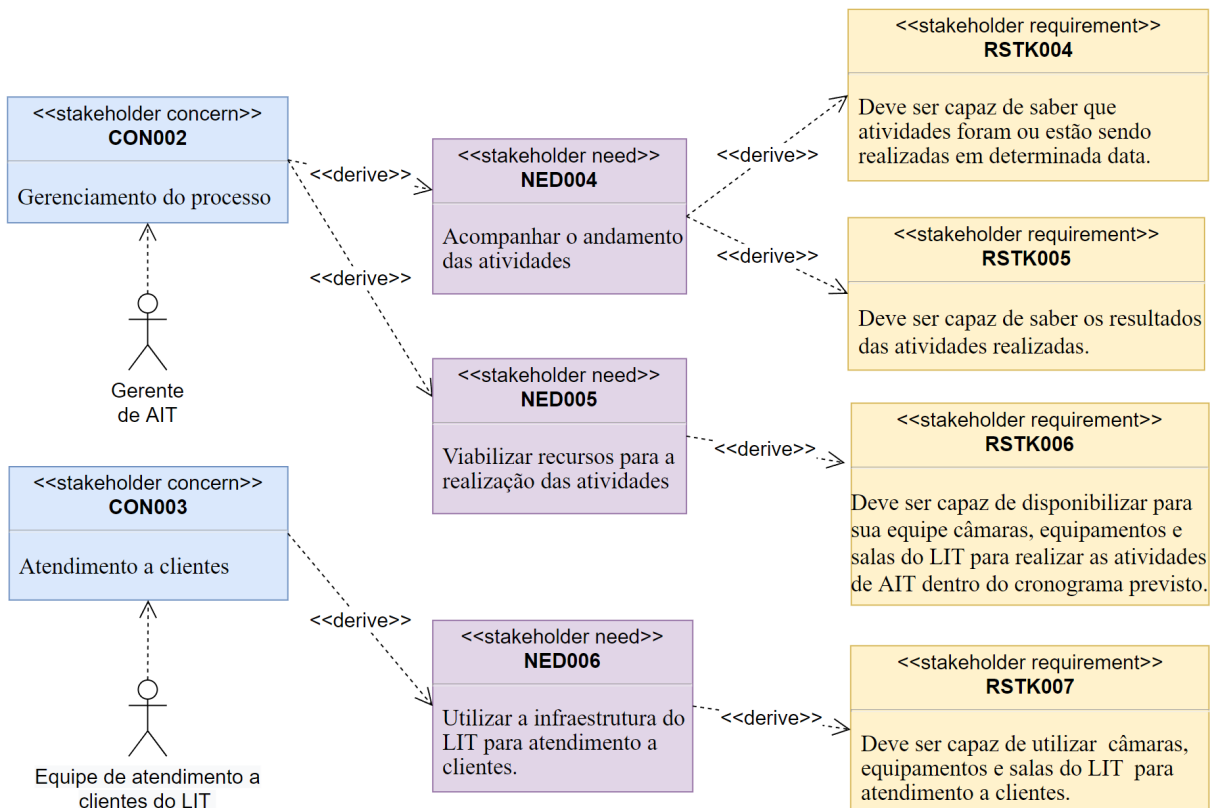 <<stakeholder concern>>
CON002
Gerenciamento do processo
Gerente
de AIT
<<stakeholder concern>>
CON003
Atendimento a clientes
Equipe de atendimento a
clientes do LIT
<<derive>>
<<derive>>
<<derive>>
<<stakeholder need>>
NED004
Acompanhar o andamento
das atividades
<<stakeholder need>>
NED005
Viabilizar recursos para a
realização das atividades
<<stakeholder need>>
NED006
Utilizar a infraestrutura do
LIT para atendimento a
clientes.
<<derive>>
<<derive>>
<<derive>>
<<derive>>
<<stakeholder requirement>>
RSTK004
Deve ser capaz de saber que
atividades foram ou estão sendo
realizadas em determinada data.
<<stakeholder requirement>>
RSTK005
Deve ser capaz de saber os resultados
das atividades realizadas.
<<stakeholder requirement>>
RSTK006
Deve ser capaz de disponibilizar para
sua equipe câmaras, equipamentos e
salas do LIT para realizar as atividades
de AIT dentro do cronograma previsto.
<<stakeholder requirement>>
RSTK007
Deve ser capaz de utilizar câmaras,
equipamentos e salas do LIT para
atendimento a clientes.